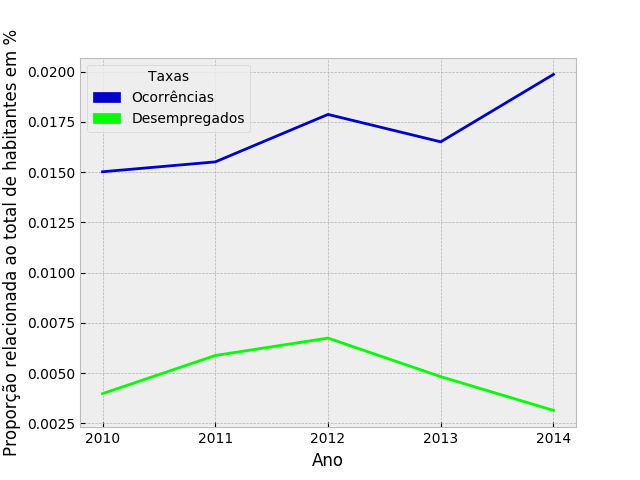 Proporção relacionada ao total de habitantes em %
0.0200
0.0175
0.0150
0.0125
0.0100
0.0075
0.0050
0.0025
Taxas
Ocorrências
Desempregados
2010 2011 2012 2013 2014
Ano